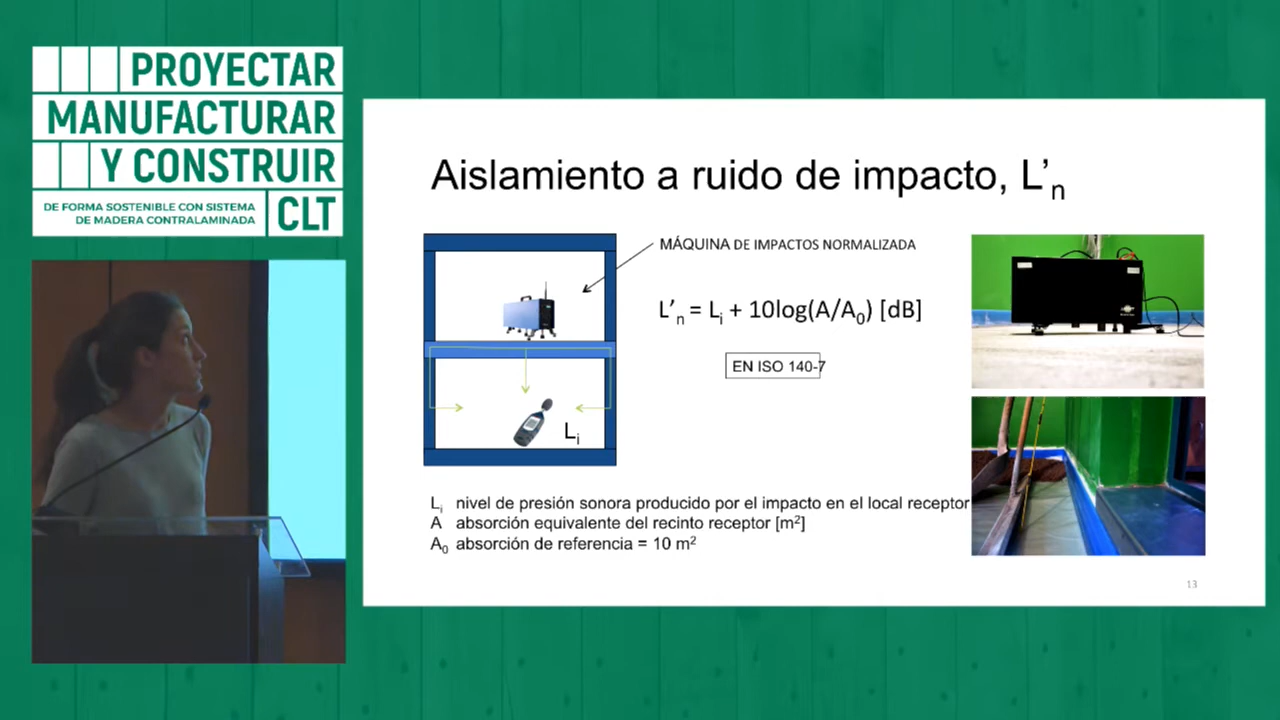 PROYECTAR
MANUFACTURAR
Y CONSTRUIR
DE FORMA SOSTENIBLE CON SISTEMA
DE MADERA CONTRALAMINADA
CLT
Aislamiento a ruido de impacto, L’n
MÁQUINA DE IMPACTOS NORMALIZADA
L’n = Li + 10log(A/A0) [dB]
EN ISO 140-7
Li
Li nivel de presión sonora producido por el impacto en el local receptor
A absorción equivalente del recinto receptor [m2]
A0 absorción de referencia = 10 m2
13